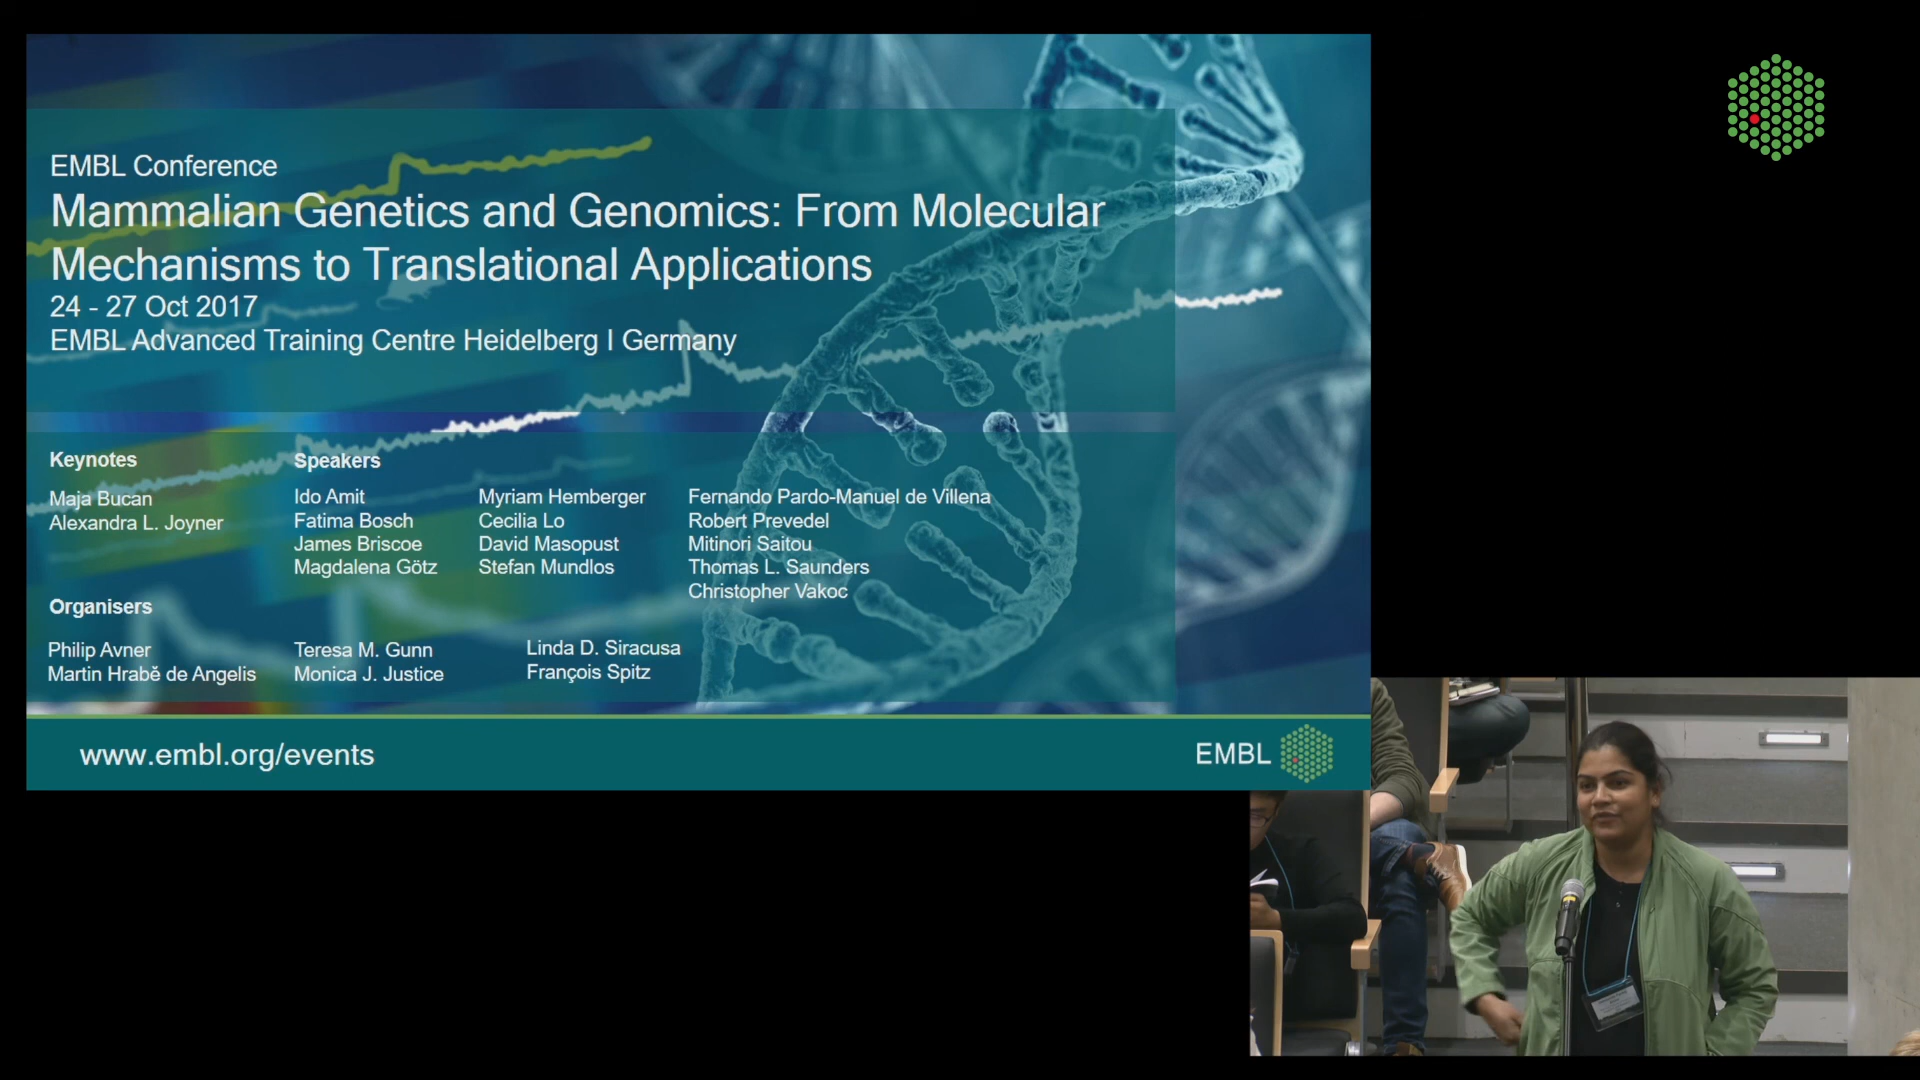 EMBL Conference
Mammalian Genetics and Genomics: From Molecular
Mechanisms to Translational Applications
24 - 27 Oct 2017
EMBL Advanced Training Centre Heidelberg I Germany
Keynotes
Maja Bucan
Alexandra L. Joyner
Speakers
Ido Amit
Fatima Bosch
James Briscoe
Magdalena Götz
Myriam Hemberger
Cecilia Lo
David Masopust
Stefan Mundlos
Fernando Pardo-Manuel de Villena
Robert Prevedel
Mitinori Saitou
Thomas L. Saunders
Christopher Vakoc
Organisers
Philip Avner
Martin Hrabě de Angelis
Teresa M. Gunn
Monica J. Justice
Linda D. Siracusa
François Spitz
www.embl.org/events
EMBL